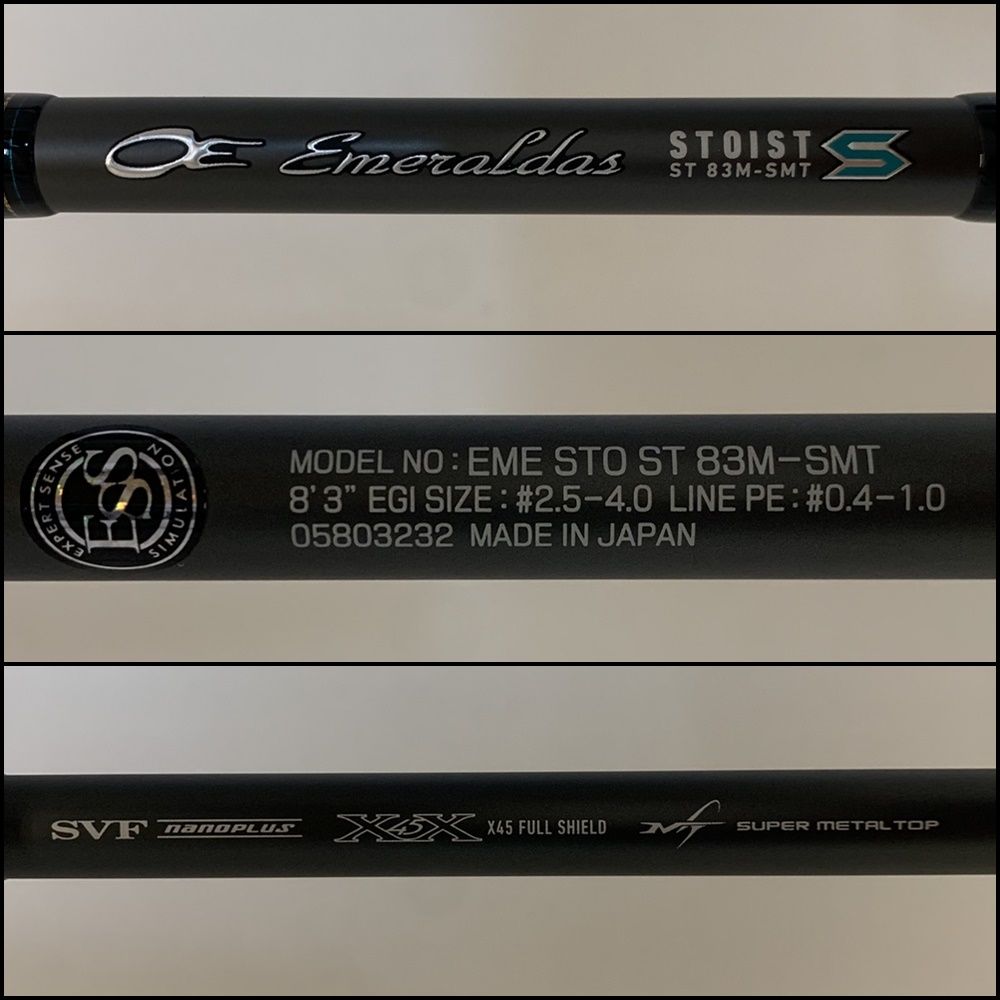 Emeraldas STOIST S
ST 83M-SMT
EXPERT SENSE ESS SIMULATION
MODEL NO : EME STO ST 83M-SMT
8'3" EGI SIZE : #2.5-4.0 LINE PE : #0.4-1.0
05803232 MADE IN JAPAN
SVF nanoplus X45X X45 FULL SHIELD MT SUPER METAL TOP